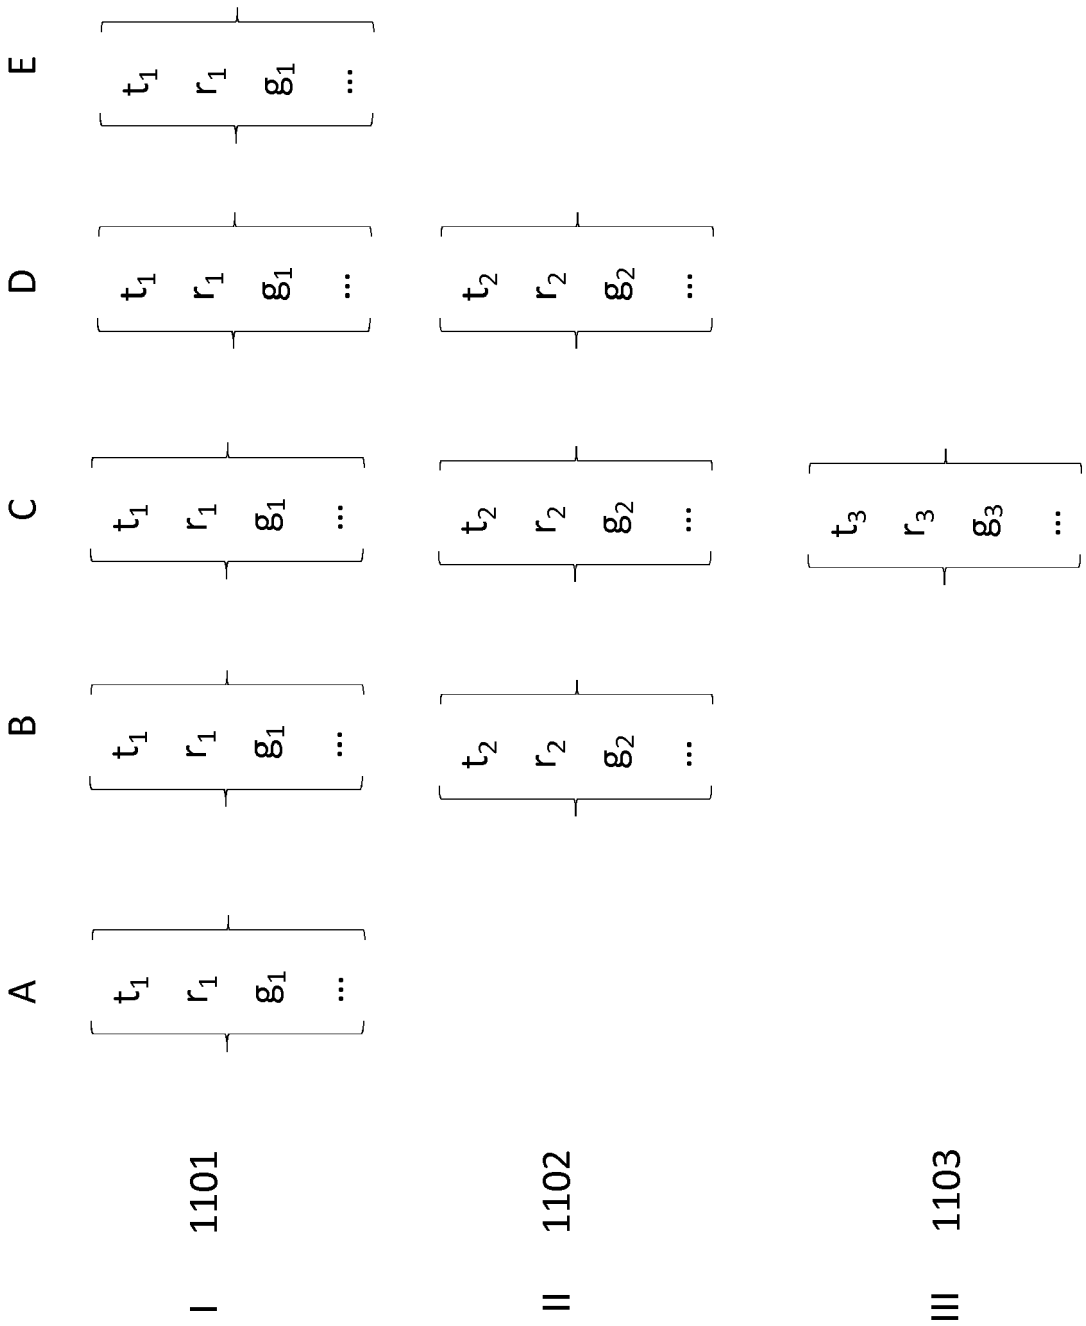 A B C D E
t₁ t₁ t₁ t₁ t₁
I 1101 r₁ r₁ r₁ r₁ r₁
g₁ g₁ g₁ g₁ g₁
... ... ... ... ...
t₂ t₂ t₂
II 1102 r₂ r₂ r₂
g₂ g₂ g₂
... ... ...
t₃
III 1103 r₃
g₃
...